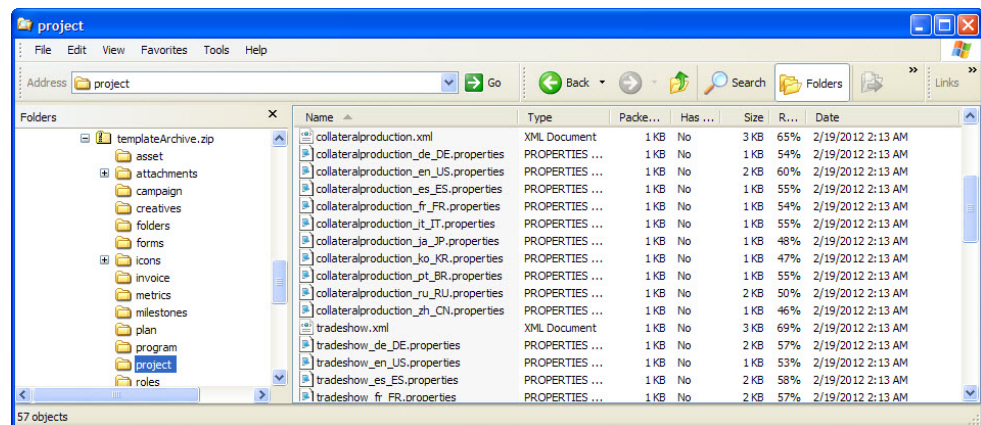 project
File Edit View Favorites Tools Help
Address project Go Back Search Folders » Links »
Folders x
templateArchive.zip
asset
attachments
campaign
creatives
folders
forms
icons
invoice
metrics
milestones
plan
program
project
roles
Name Type Packe... Has ... Size R... Date
collateralproduction.xml XML Document 1 KB No 3 KB 65% 2/19/2012 2:13 AM
collateralproduction_de_DE.properties PROPERTIES ... 1 KB No 1 KB 54% 2/19/2012 2:13 AM
collateralproduction_en_US.properties PROPERTIES ... 1 KB No 2 KB 60% 2/19/2012 2:13 AM
collateralproduction_es_ES.properties PROPERTIES ... 1 KB No 1 KB 55% 2/19/2012 2:13 AM
collateralproduction_fr_FR.properties PROPERTIES ... 1 KB No 1 KB 54% 2/19/2012 2:13 AM
collateralproduction_it_IT.properties PROPERTIES ... 1 KB No 1 KB 55% 2/19/2012 2:13 AM
collateralproduction_ja_JP.properties PROPERTIES ... 1 KB No 1 KB 48% 2/19/2012 2:13 AM
collateralproduction_ko_KR.properties PROPERTIES ... 1 KB No 1 KB 47% 2/19/2012 2:13 AM
collateralproduction_pt_BR.properties PROPERTIES ... 1 KB No 1 KB 55% 2/19/2012 2:13 AM
collateralproduction_ru_RU.properties PROPERTIES ... 1 KB No 2 KB 50% 2/19/2012 2:13 AM
collateralproduction_zh_CN.properties PROPERTIES ... 1 KB No 1 KB 46% 2/19/2012 2:13 AM
tradeshow.xml XML Document 1 KB No 3 KB 69% 2/19/2012 2:13 AM
tradeshow_de_DE.properties PROPERTIES ... 1 KB No 2 KB 57% 2/19/2012 2:13 AM
tradeshow_en_US.properties PROPERTIES ... 1 KB No 1 KB 53% 2/19/2012 2:13 AM
tradeshow_es_ES.properties PROPERTIES ... 1 KB No 2 KB 58% 2/19/2012 2:13 AM
tradeshow_fr_FR.properties PROPERTIES ... 1 KB No 2 KB 57% 2/19/2012 2:13 AM
57 objects